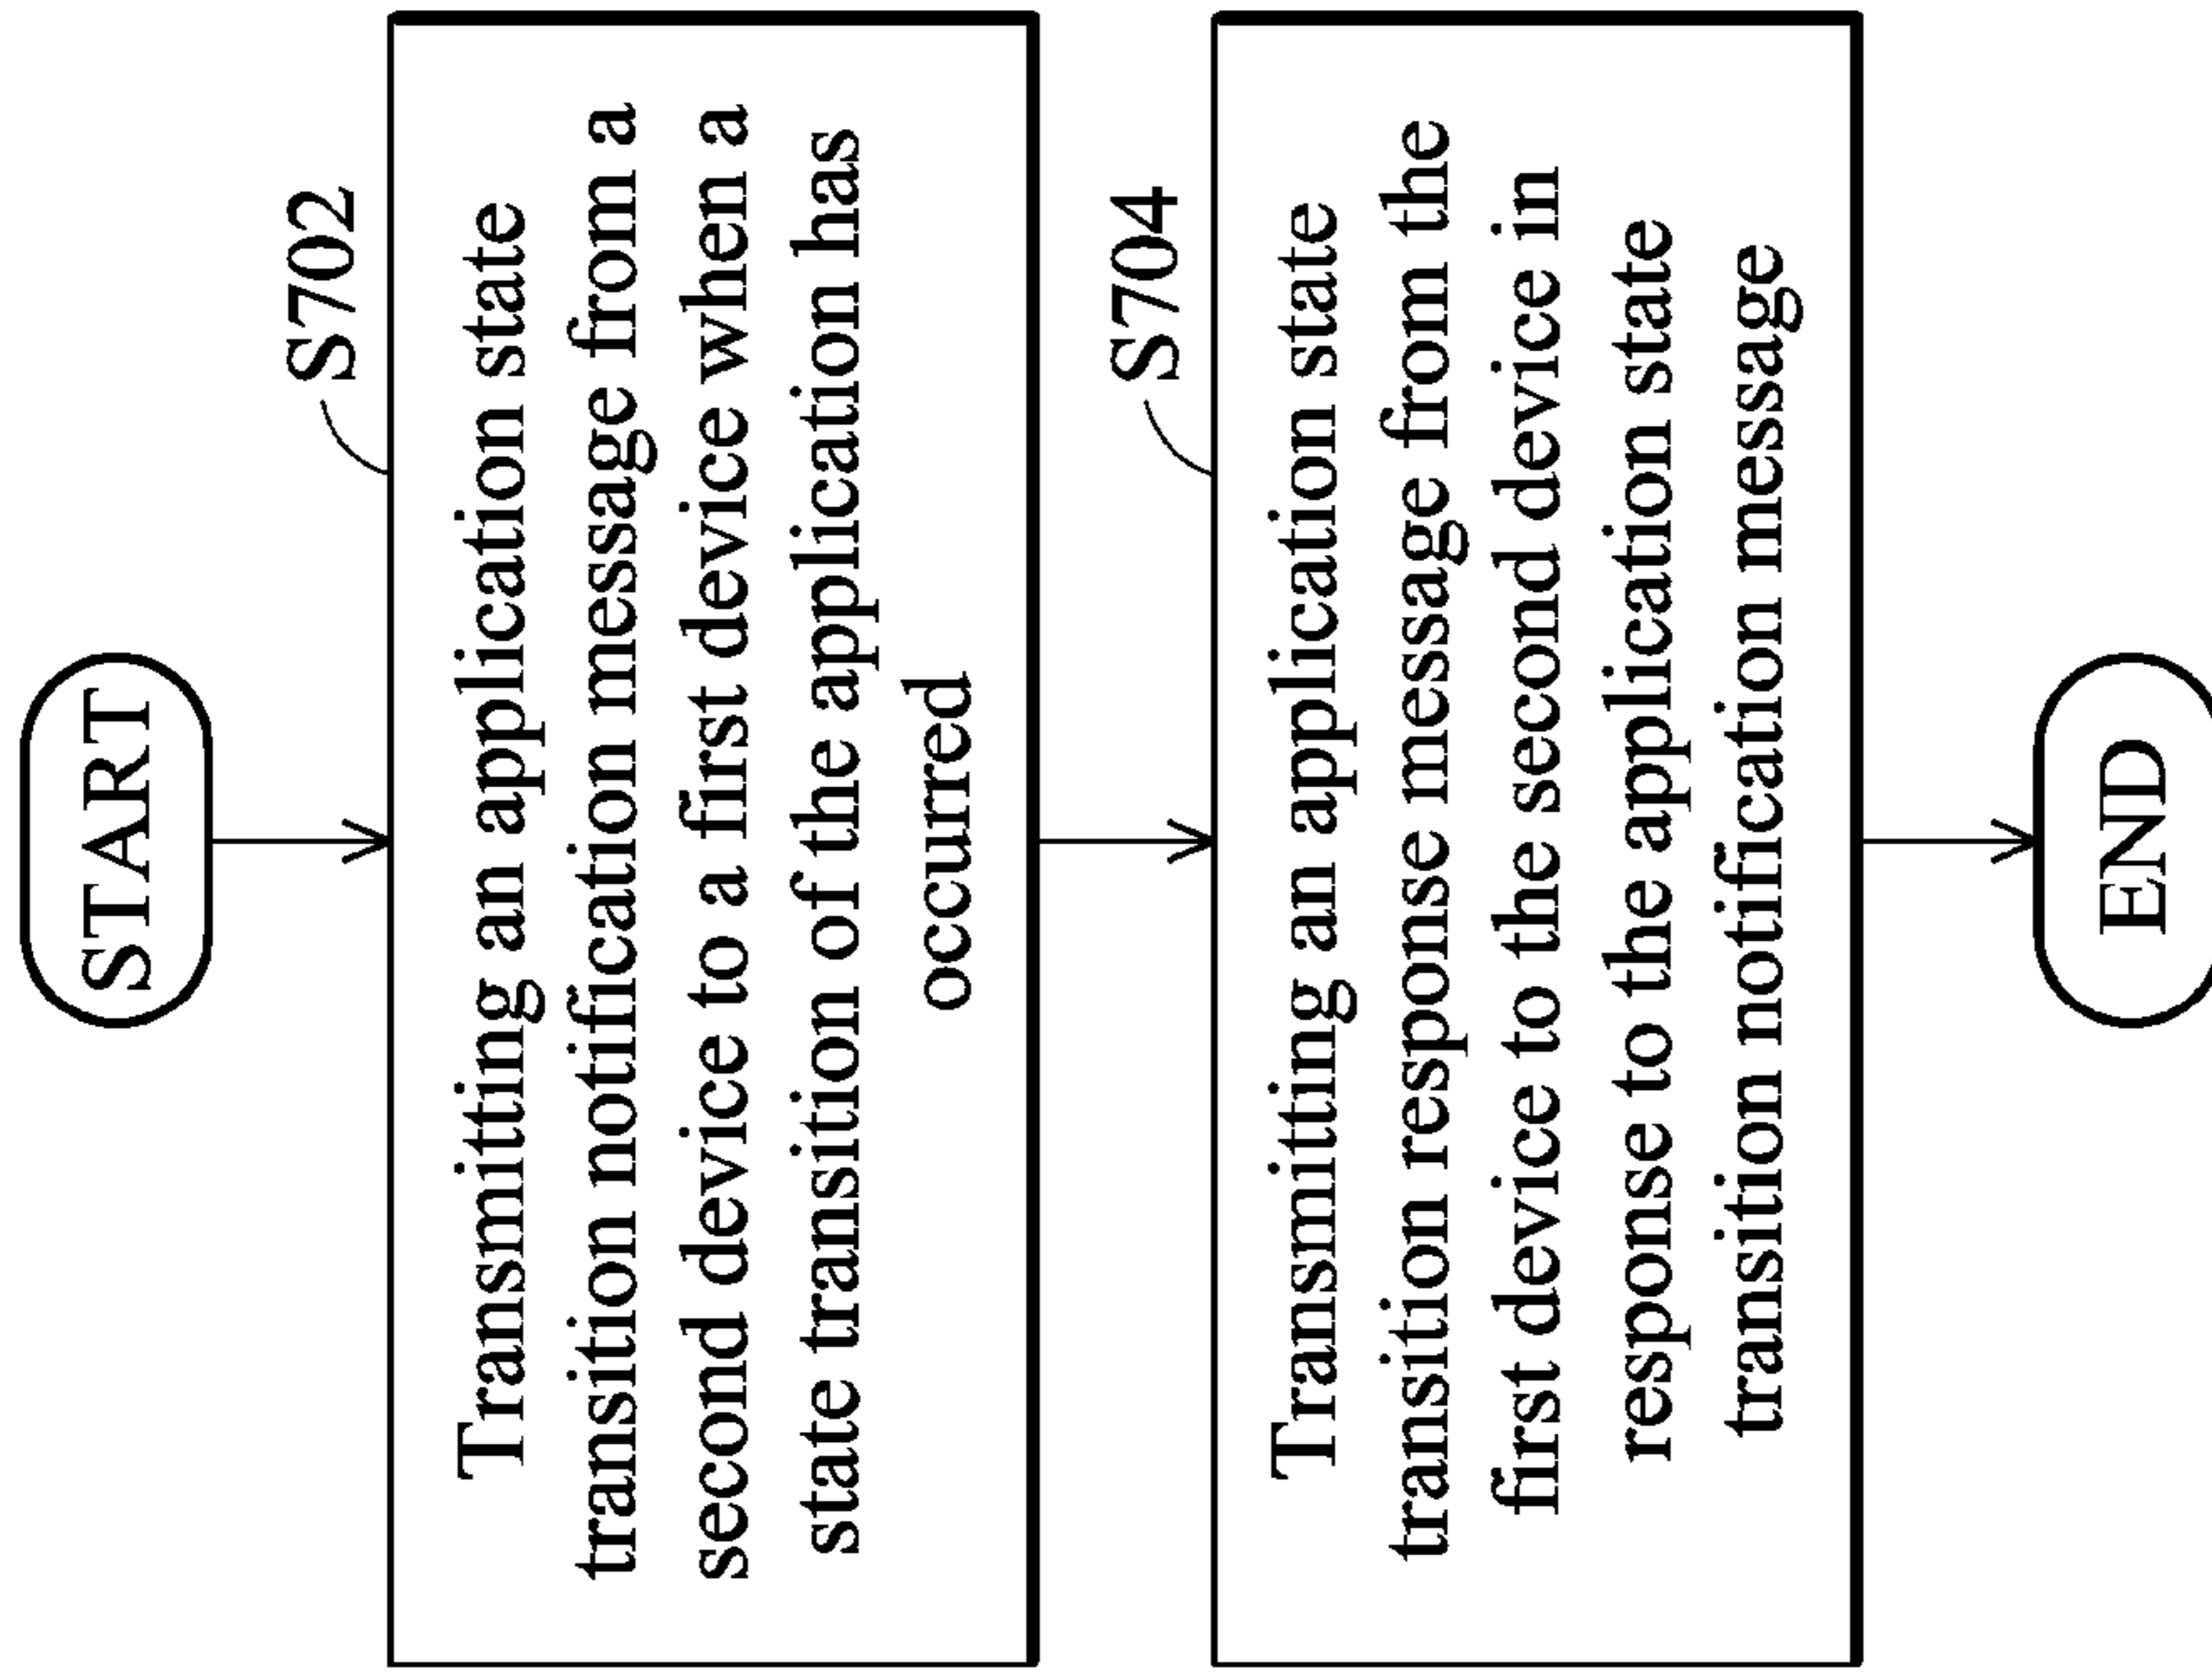 START
S702
Transmitting an application state
transition notification message from a
second device to a first device when a
state transition of the application has
occurred
S704
Transmitting an application state
transition response message from the
first device to the second device in
response to the application state
transition notification message
END